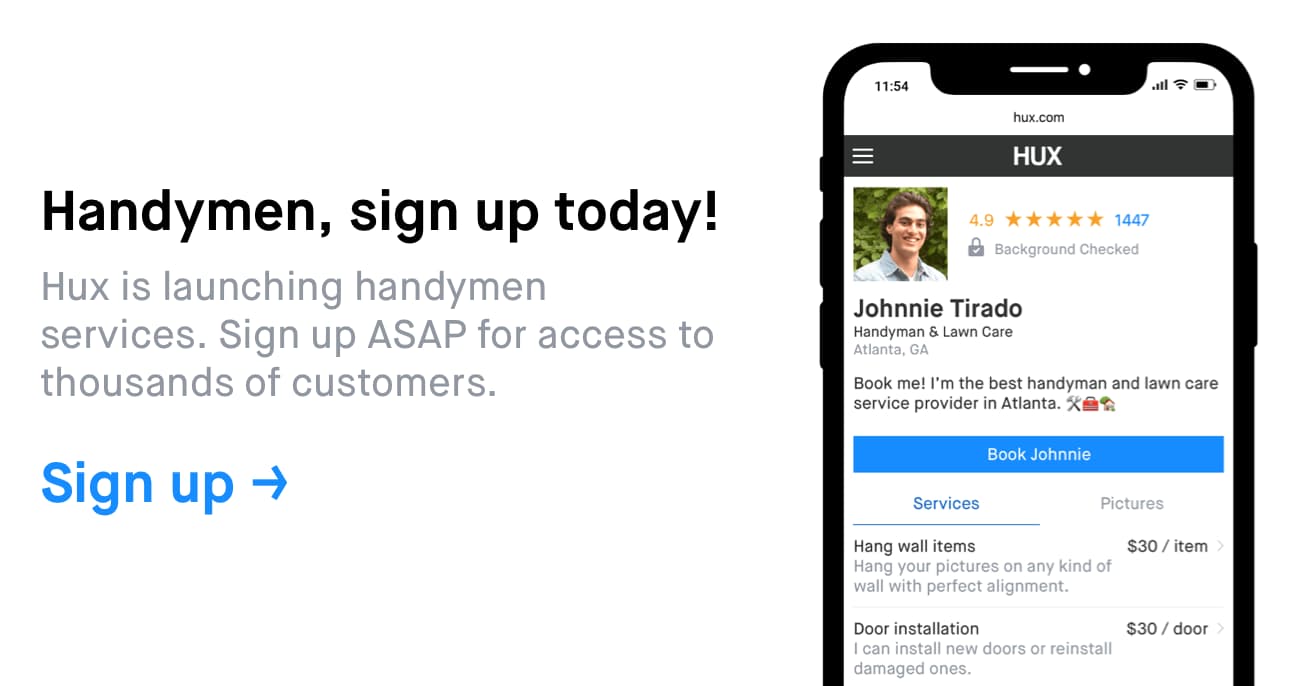 Handymen, sign up today!
Hux is launching handymen
services. Sign up ASAP for access to
thousands of customers.
Sign up →
11:54
hux.com
HUX
4.9 ★★★★★ 1447
Background Checked
Johnnie Tirado
Handyman & Lawn Care
Atlanta, GA
Book me! I'm the best handyman and lawn care
service provider in Atlanta. 🛠🧰🏡
Book Johnnie
Services Pictures
Hang wall items $30 / item
Hang your pictures on any kind of
wall with perfect alignment.
Door installation $30 / door
I can install new doors or reinstall
damaged ones.